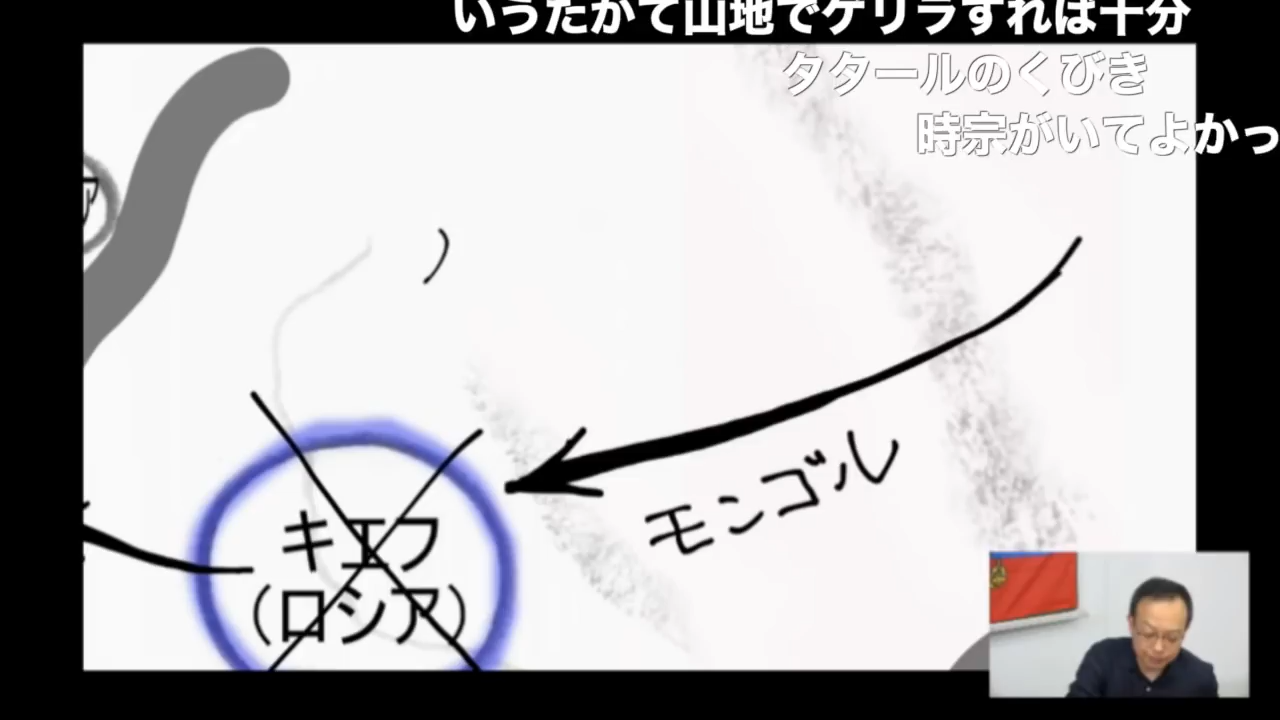 いうたかて山地でゲリラすれば十分
タタールのくびき
時宗がいてよかっ
ア
モンゴル
キエフ
(ロシア)